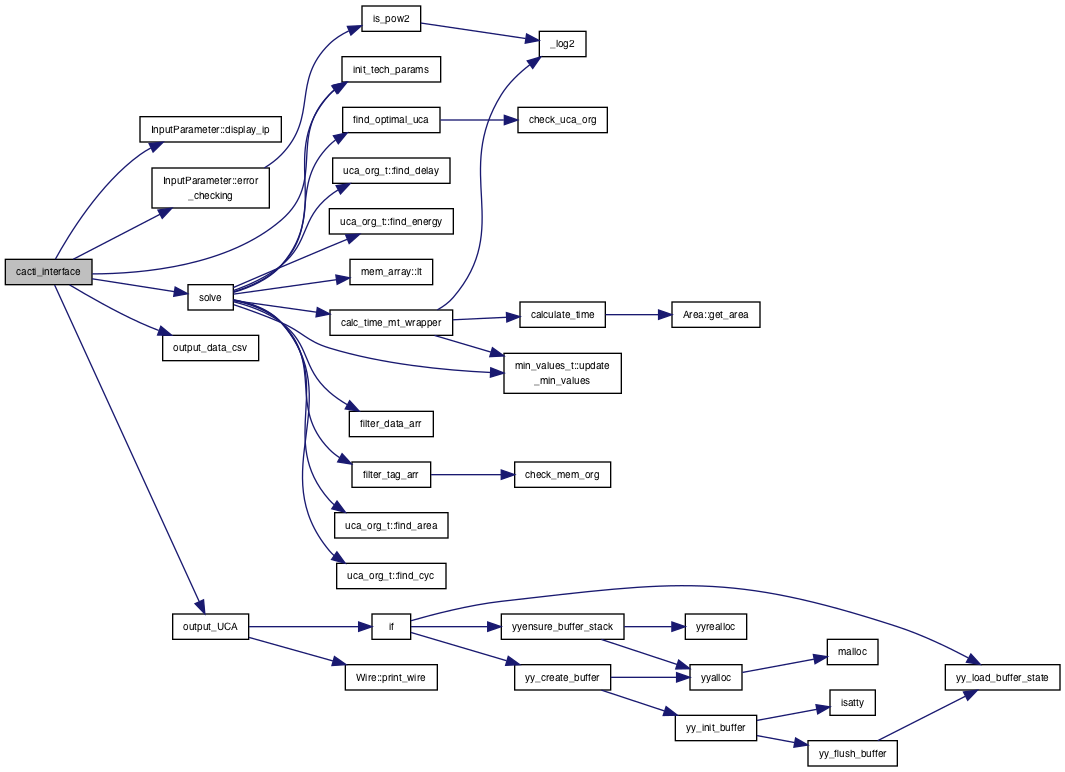 is_pow2
_log2
init_tech_params
find_optimal_uca
check_uca_org
InputParameter::display_ip
uca_org_t::find_delay
InputParameter::error
_checking
uca_org_t::find_energy
cacti_interface
mem_array::lt
solve
calc_time_mt_wrapper
calculate_time
Area::get_area
output_data_csv
min_values_t::update
_min_values
filter_data_arr
filter_tag_arr
check_mem_org
uca_org_t::find_area
uca_org_t::find_cyc
output_UCA
if
yyensure_buffer_stack
yyrealloc
malloc
Wire::print_wire
yy_create_buffer
yyalloc
yy_load_buffer_state
isatty
yy_init_buffer
yy_flush_buffer